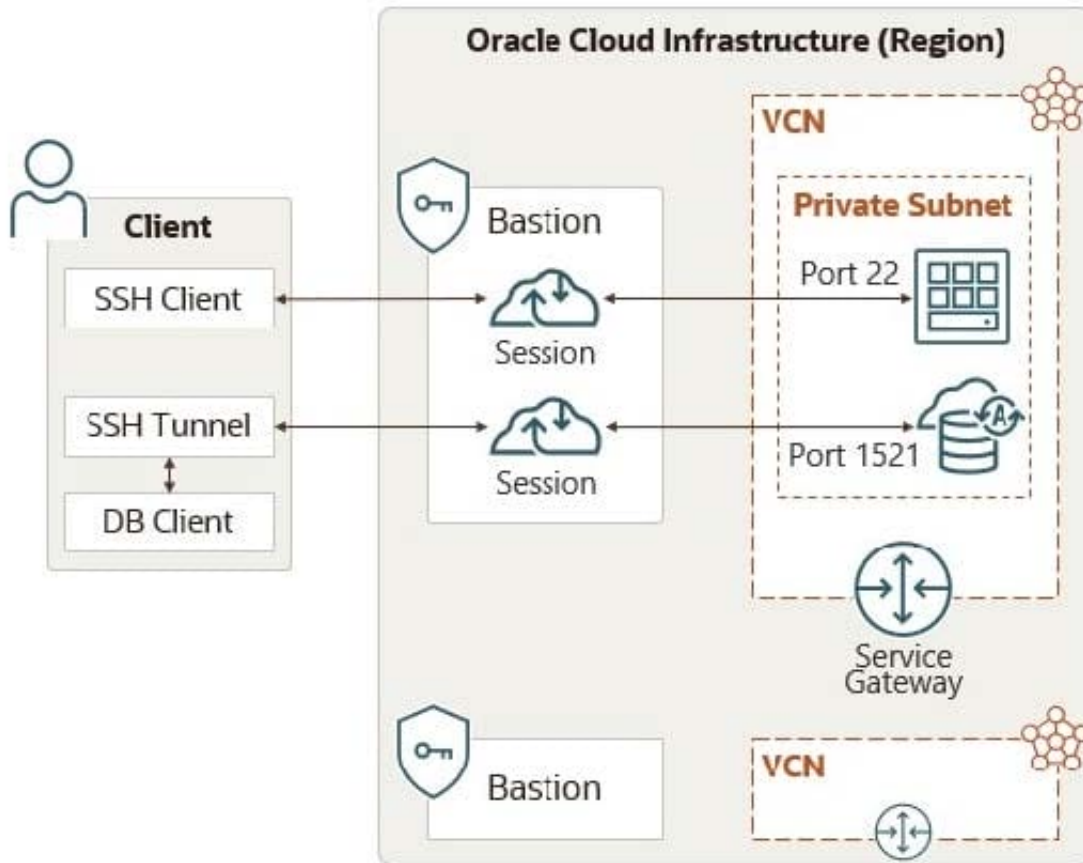 Oracle Cloud Infrastructure (Region)
VCN
Private Subnet
Client
Bastion
SSH Client
Session
Port 22
SSH Tunnel
Session
Port 1521
DB Client
A
Service
Gateway
Bastion
VCN